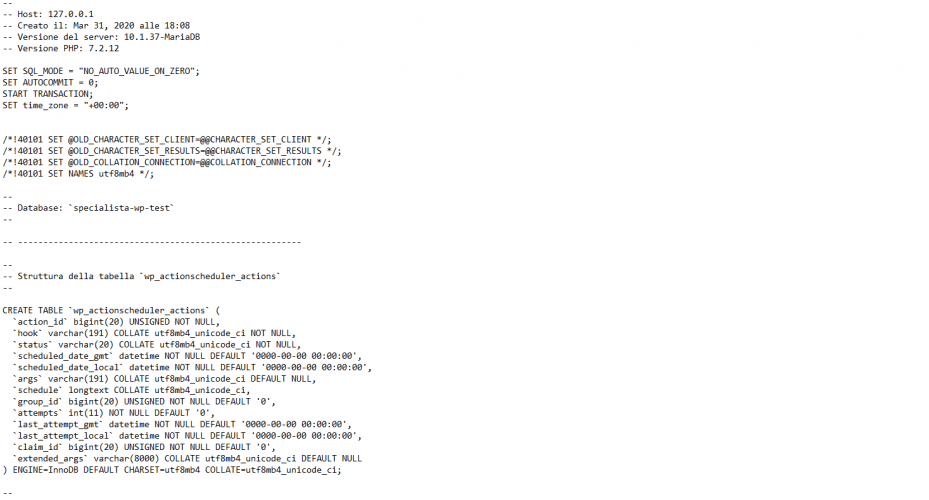 --
-- Host: 127.0.0.1
-- Creato il: Mar 31, 2020 alle 18:08
-- Versione del server: 10.1.37-MariaDB
-- Versione PHP: 7.2.12
SET SQL_MODE = "NO_AUTO_VALUE_ON_ZERO";
SET AUTOCOMMIT = 0;
START TRANSACTION;
SET time_zone = "+00:00";
/*!40101 SET @OLD_CHARACTER_SET_CLIENT=@@CHARACTER_SET_CLIENT */;
/*!40101 SET @OLD_CHARACTER_SET_RESULTS=@@CHARACTER_SET_RESULTS */;
/*!40101 SET @OLD_COLLATION_CONNECTION=@@COLLATION_CONNECTION */;
/*!40101 SET NAMES utf8mb4 */;
--
-- Database: `specialista-wp-test`
--
-- --------------------------------------------------------
--
-- Struttura della tabella `wp_actionscheduler_actions`
--
CREATE TABLE `wp_actionscheduler_actions` (
  `action_id` bigint(20) UNSIGNED NOT NULL,
  `hook` varchar(191) COLLATE utf8mb4_unicode_ci NOT NULL,
  `status` varchar(20) COLLATE utf8mb4_unicode_ci NOT NULL,
  `scheduled_date_gmt` datetime NOT NULL DEFAULT '0000-00-00 00:00:00',
  `scheduled_date_local` datetime NOT NULL DEFAULT '0000-00-00 00:00:00',
  `args` varchar(191) COLLATE utf8mb4_unicode_ci DEFAULT NULL,
  `schedule` longtext COLLATE utf8mb4_unicode_ci,
  `group_id` bigint(20) UNSIGNED NOT NULL DEFAULT '0',
  `attempts` int(11) NOT NULL DEFAULT '0',
  `last_attempt_gmt` datetime NOT NULL DEFAULT '0000-00-00 00:00:00',
  `last_attempt_local` datetime NOT NULL DEFAULT '0000-00-00 00:00:00',
  `claim_id` bigint(20) UNSIGNED NOT NULL DEFAULT '0',
  `extended_args` varchar(8000) COLLATE utf8mb4_unicode_ci DEFAULT NULL
) ENGINE=InnoDB DEFAULT CHARSET=utf8mb4 COLLATE=utf8mb4_unicode_ci;
--